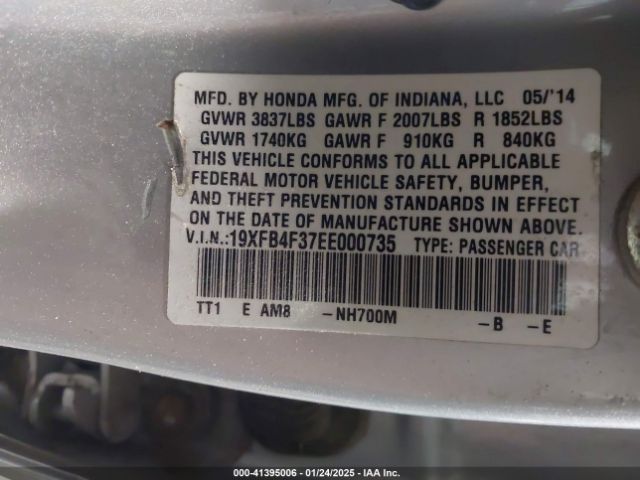 MFD. BY HONDA MFG. OF INDIANA, LLC 05/'14
GVWR 3837LBS GAWR F 2007LBS R 1852LBS
GVWR 1740KG GAWR F 910KG R 840KG
THIS VEHICLE CONFORMS TO ALL APPLICABLE
FEDERAL MOTOR VEHICLE SAFETY, BUMPER,
AND THEFT PREVENTION STANDARDS IN EFFECT
ON THE DATE OF MANUFACTURE SHOWN ABOVE.
V.I.N.:19XFB4F37EE000735 TYPE: PASSENGER CAR
TT1 E AM8 -NH700M -B -E
000-41395006 - 01/24/2025 - IAA Inc.